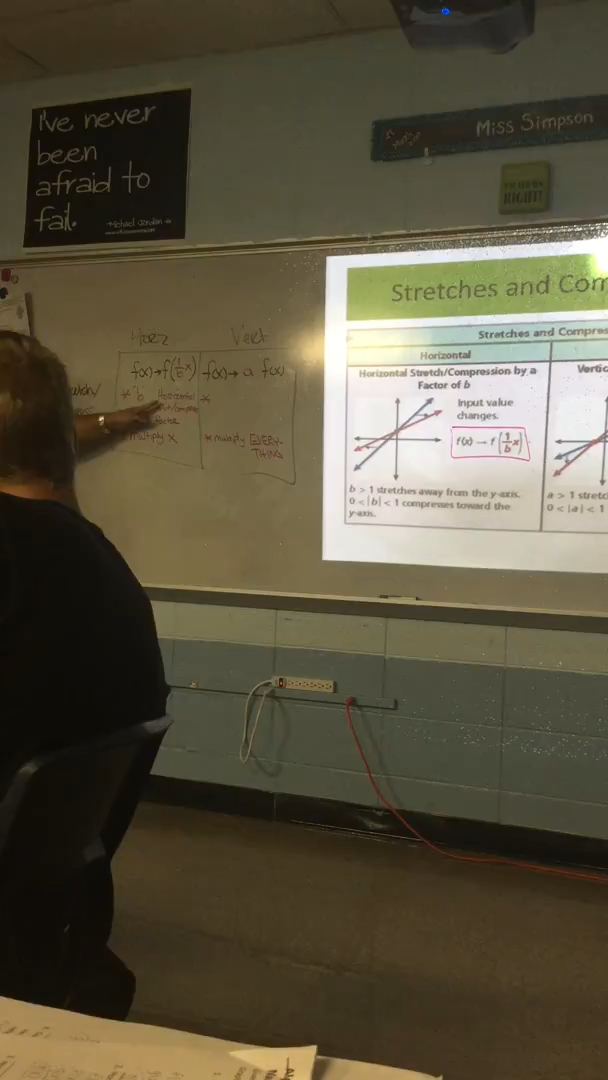 I've never
been
afraid to
fail.
-Michael Jordan
Miss Simpson
RIGHT!
Horz
Vert
f(x)→f(1/b x)
f(x)→ a f(x)
* b Horizontal
*
factor
multiply x
* multiply EVERY-
THING
Stretches and Com
Stretches and Compres
Horizontal
Vertic
Horizontal Stretch/Compression by a
Factor of b
Input value
changes.
f(x) → f (1/b x)
b > 1 stretches away from the y-axis.
0 < |b| < 1 compresses toward the
y-axis.
a > 1 stretc
0 < |a| < 1